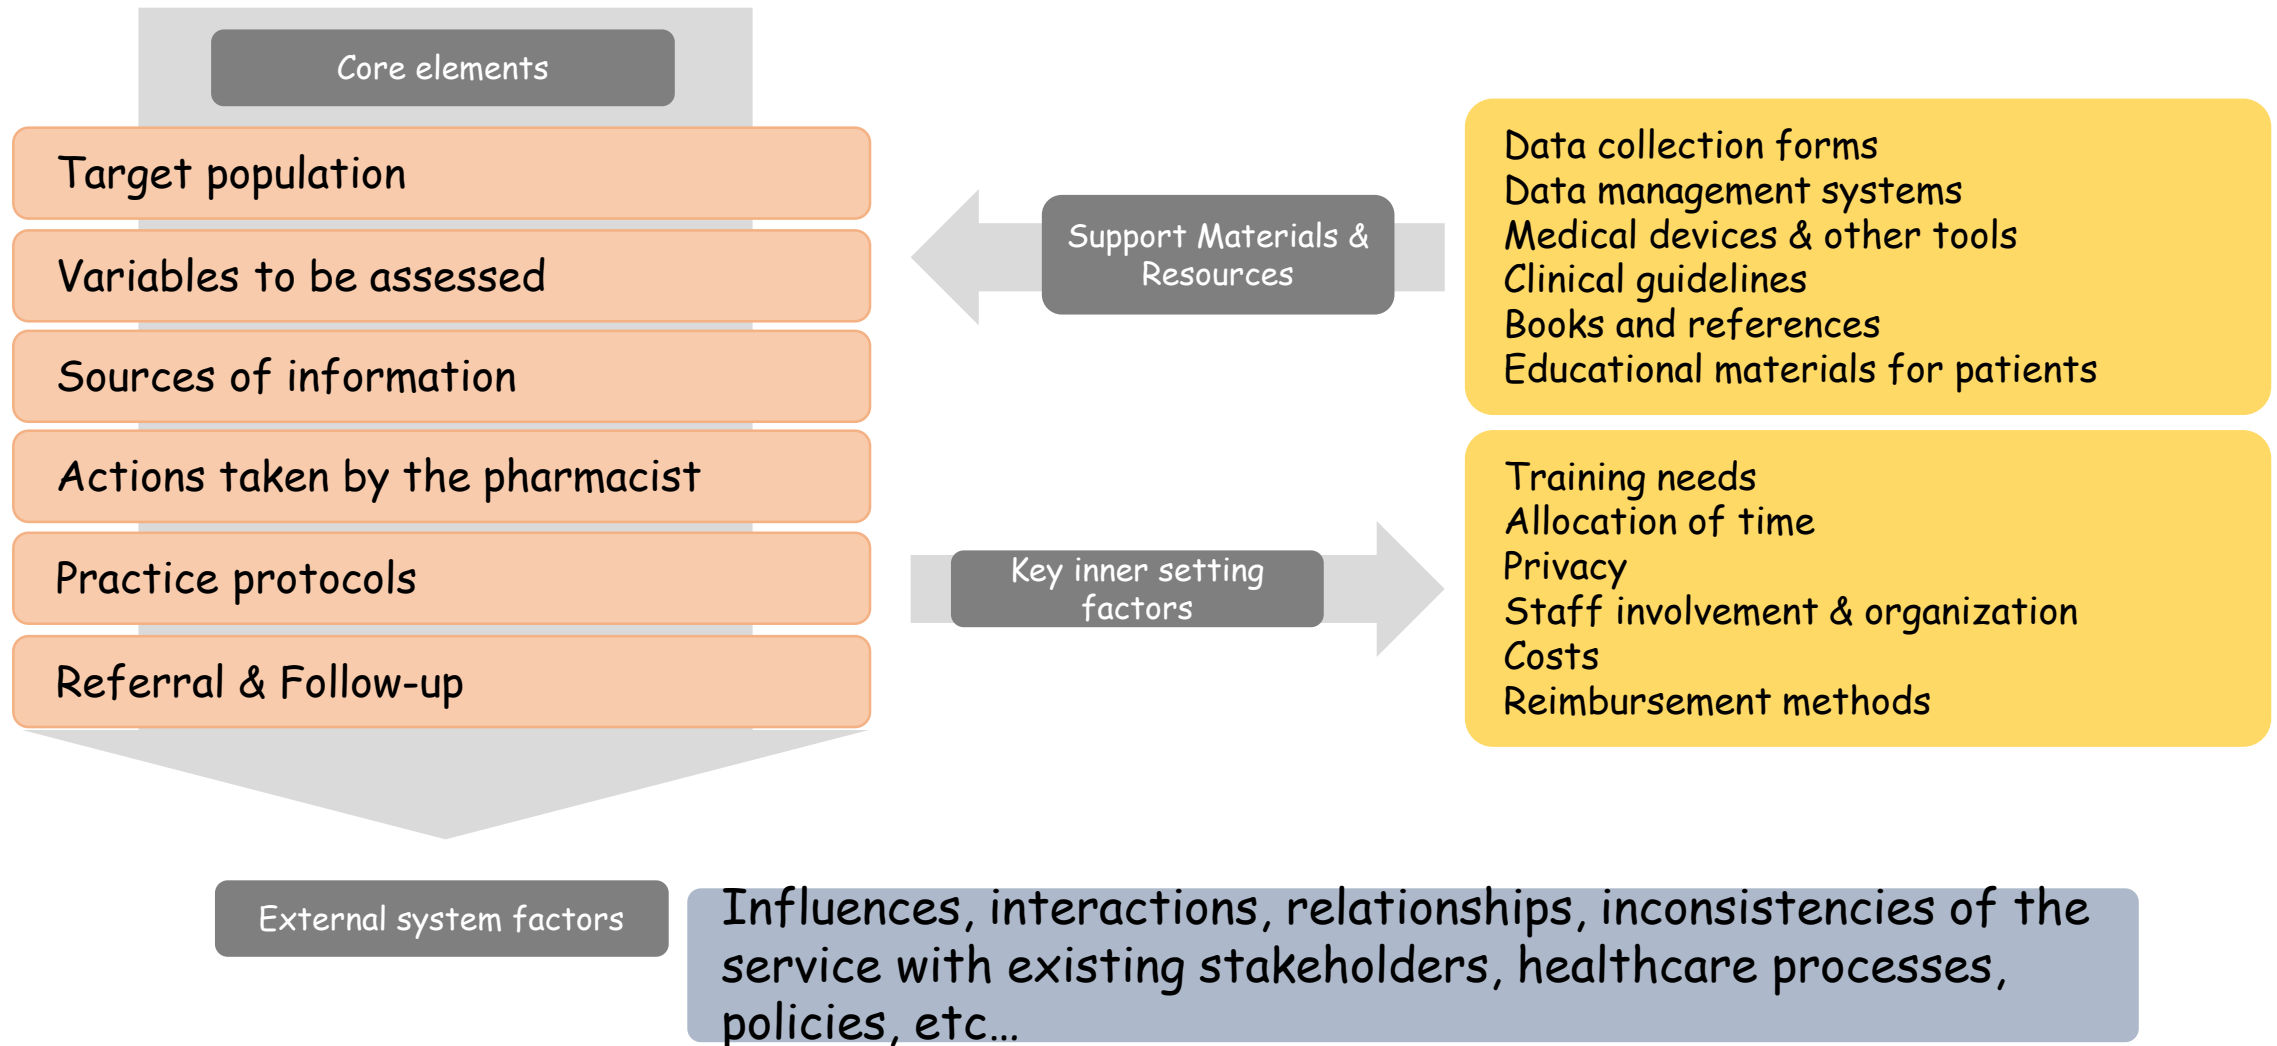 Core elements
Target population
Variables to be assessed
Sources of information
Actions taken by the pharmacist
Practice protocols
Referral & Follow-up
Support Materials &
Resources
Data collection forms
Data management systems
Medical devices & other tools
Clinical guidelines
Books and references
Educational materials for patients
Key inner setting
factors
Training needs
Allocation of time
Privacy
Staff involvement & organization
Costs
Reimbursement methods
External system factors
Influences, interactions, relationships, inconsistencies of the
service with existing stakeholders, healthcare processes,
policies, etc…